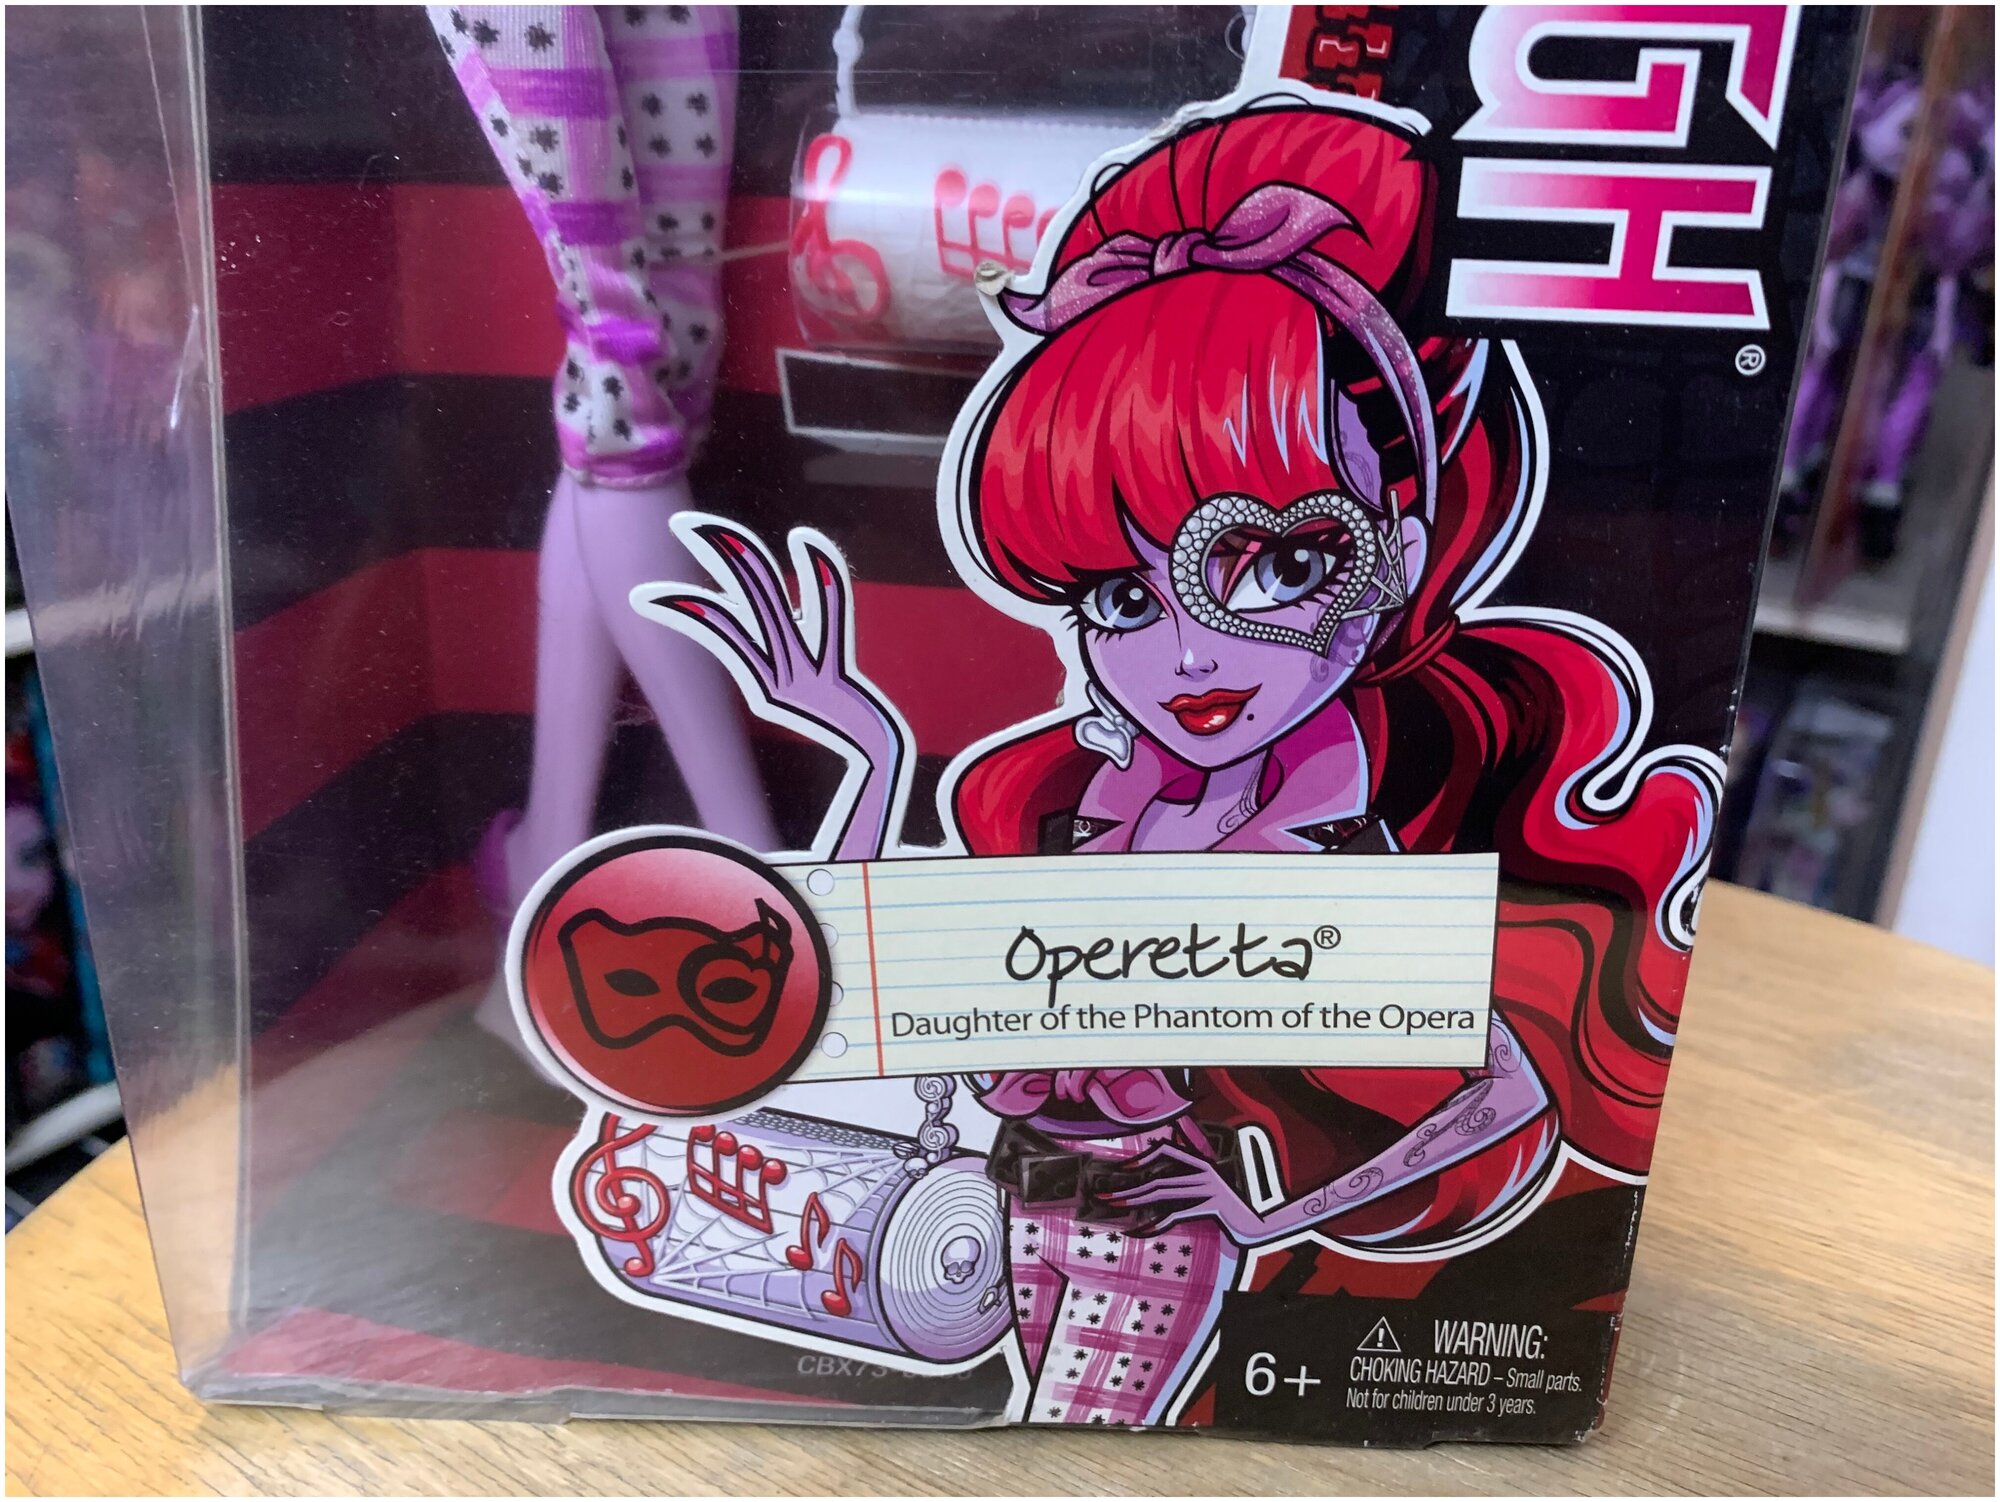 GH®
Operetta®
Daughter of the Phantom of the Opera
CBX73
6+
⚠ WARNING:
CHOKING HAZARD – Small parts.
Not for children under 3 years.